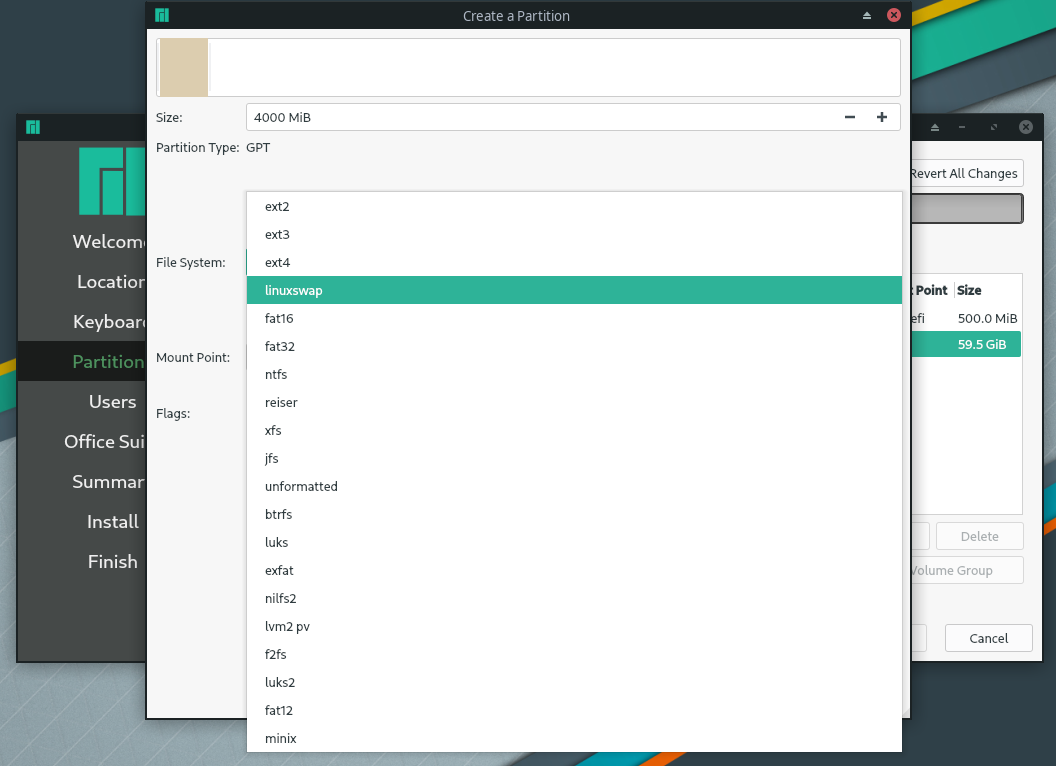 Create a Partition
Size:
4000 MiB
Partition Type: GPT
File System:
Mount Point:
Flags:
ext2
ext3
ext4
linuxswap
fat16
fat32
ntfs
reiser
xfs
jfs
unformatted
btrfs
luks
exfat
nilfs2
lvm2 pv
f2fs
luks2
fat12
minix
Welcome
Location
Keyboard
Partition
Users
Office Sui
Summar
Install
Finish
Revert All Changes
Point Size
efi 500.0 MiB
59.5 GiB
Delete
Volume Group
Cancel